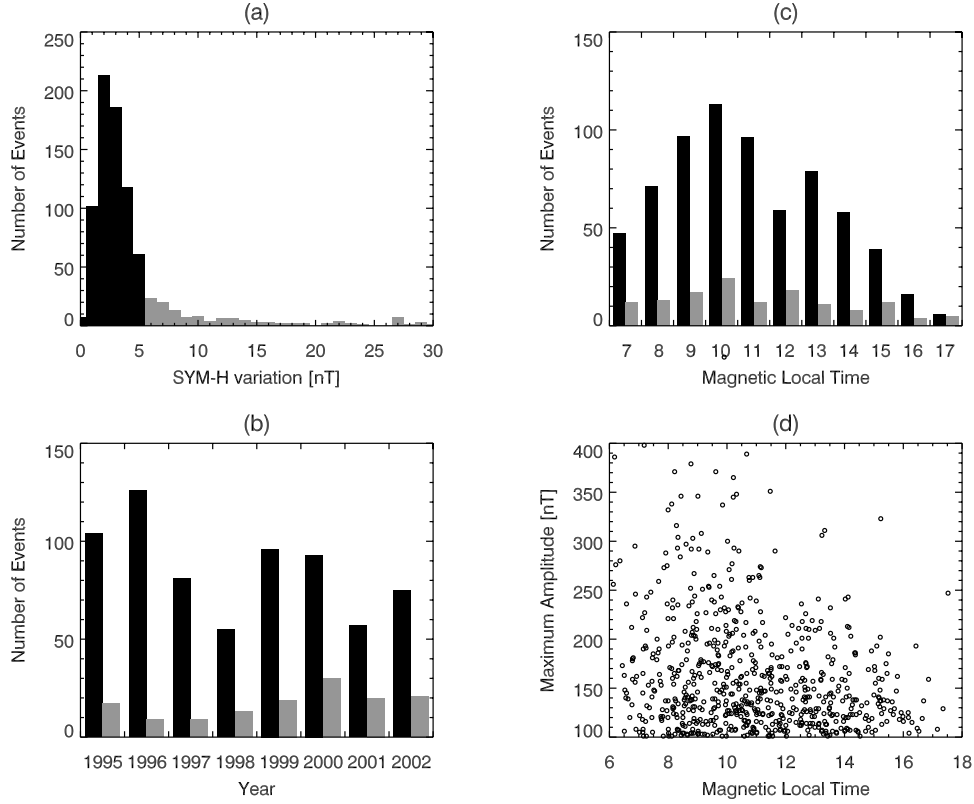 (a)
250
200
150
100
50
0
Number of Events
0 5 10 15 20 25 30
SYM-H variation [nT]
(c)
150
100
50
0
Number of Events
7 8 9 10 11 12 13 14 15 16 17
Magnetic Local Time
(b)
150
100
50
0
Number of Events
1995 1996 1997 1998 1999 2000 2001 2002
Year
(d)
400
350
300
250
200
150
100
Maximum Amplitude [nT]
6 8 10 12 14 16 18
Magnetic Local Time